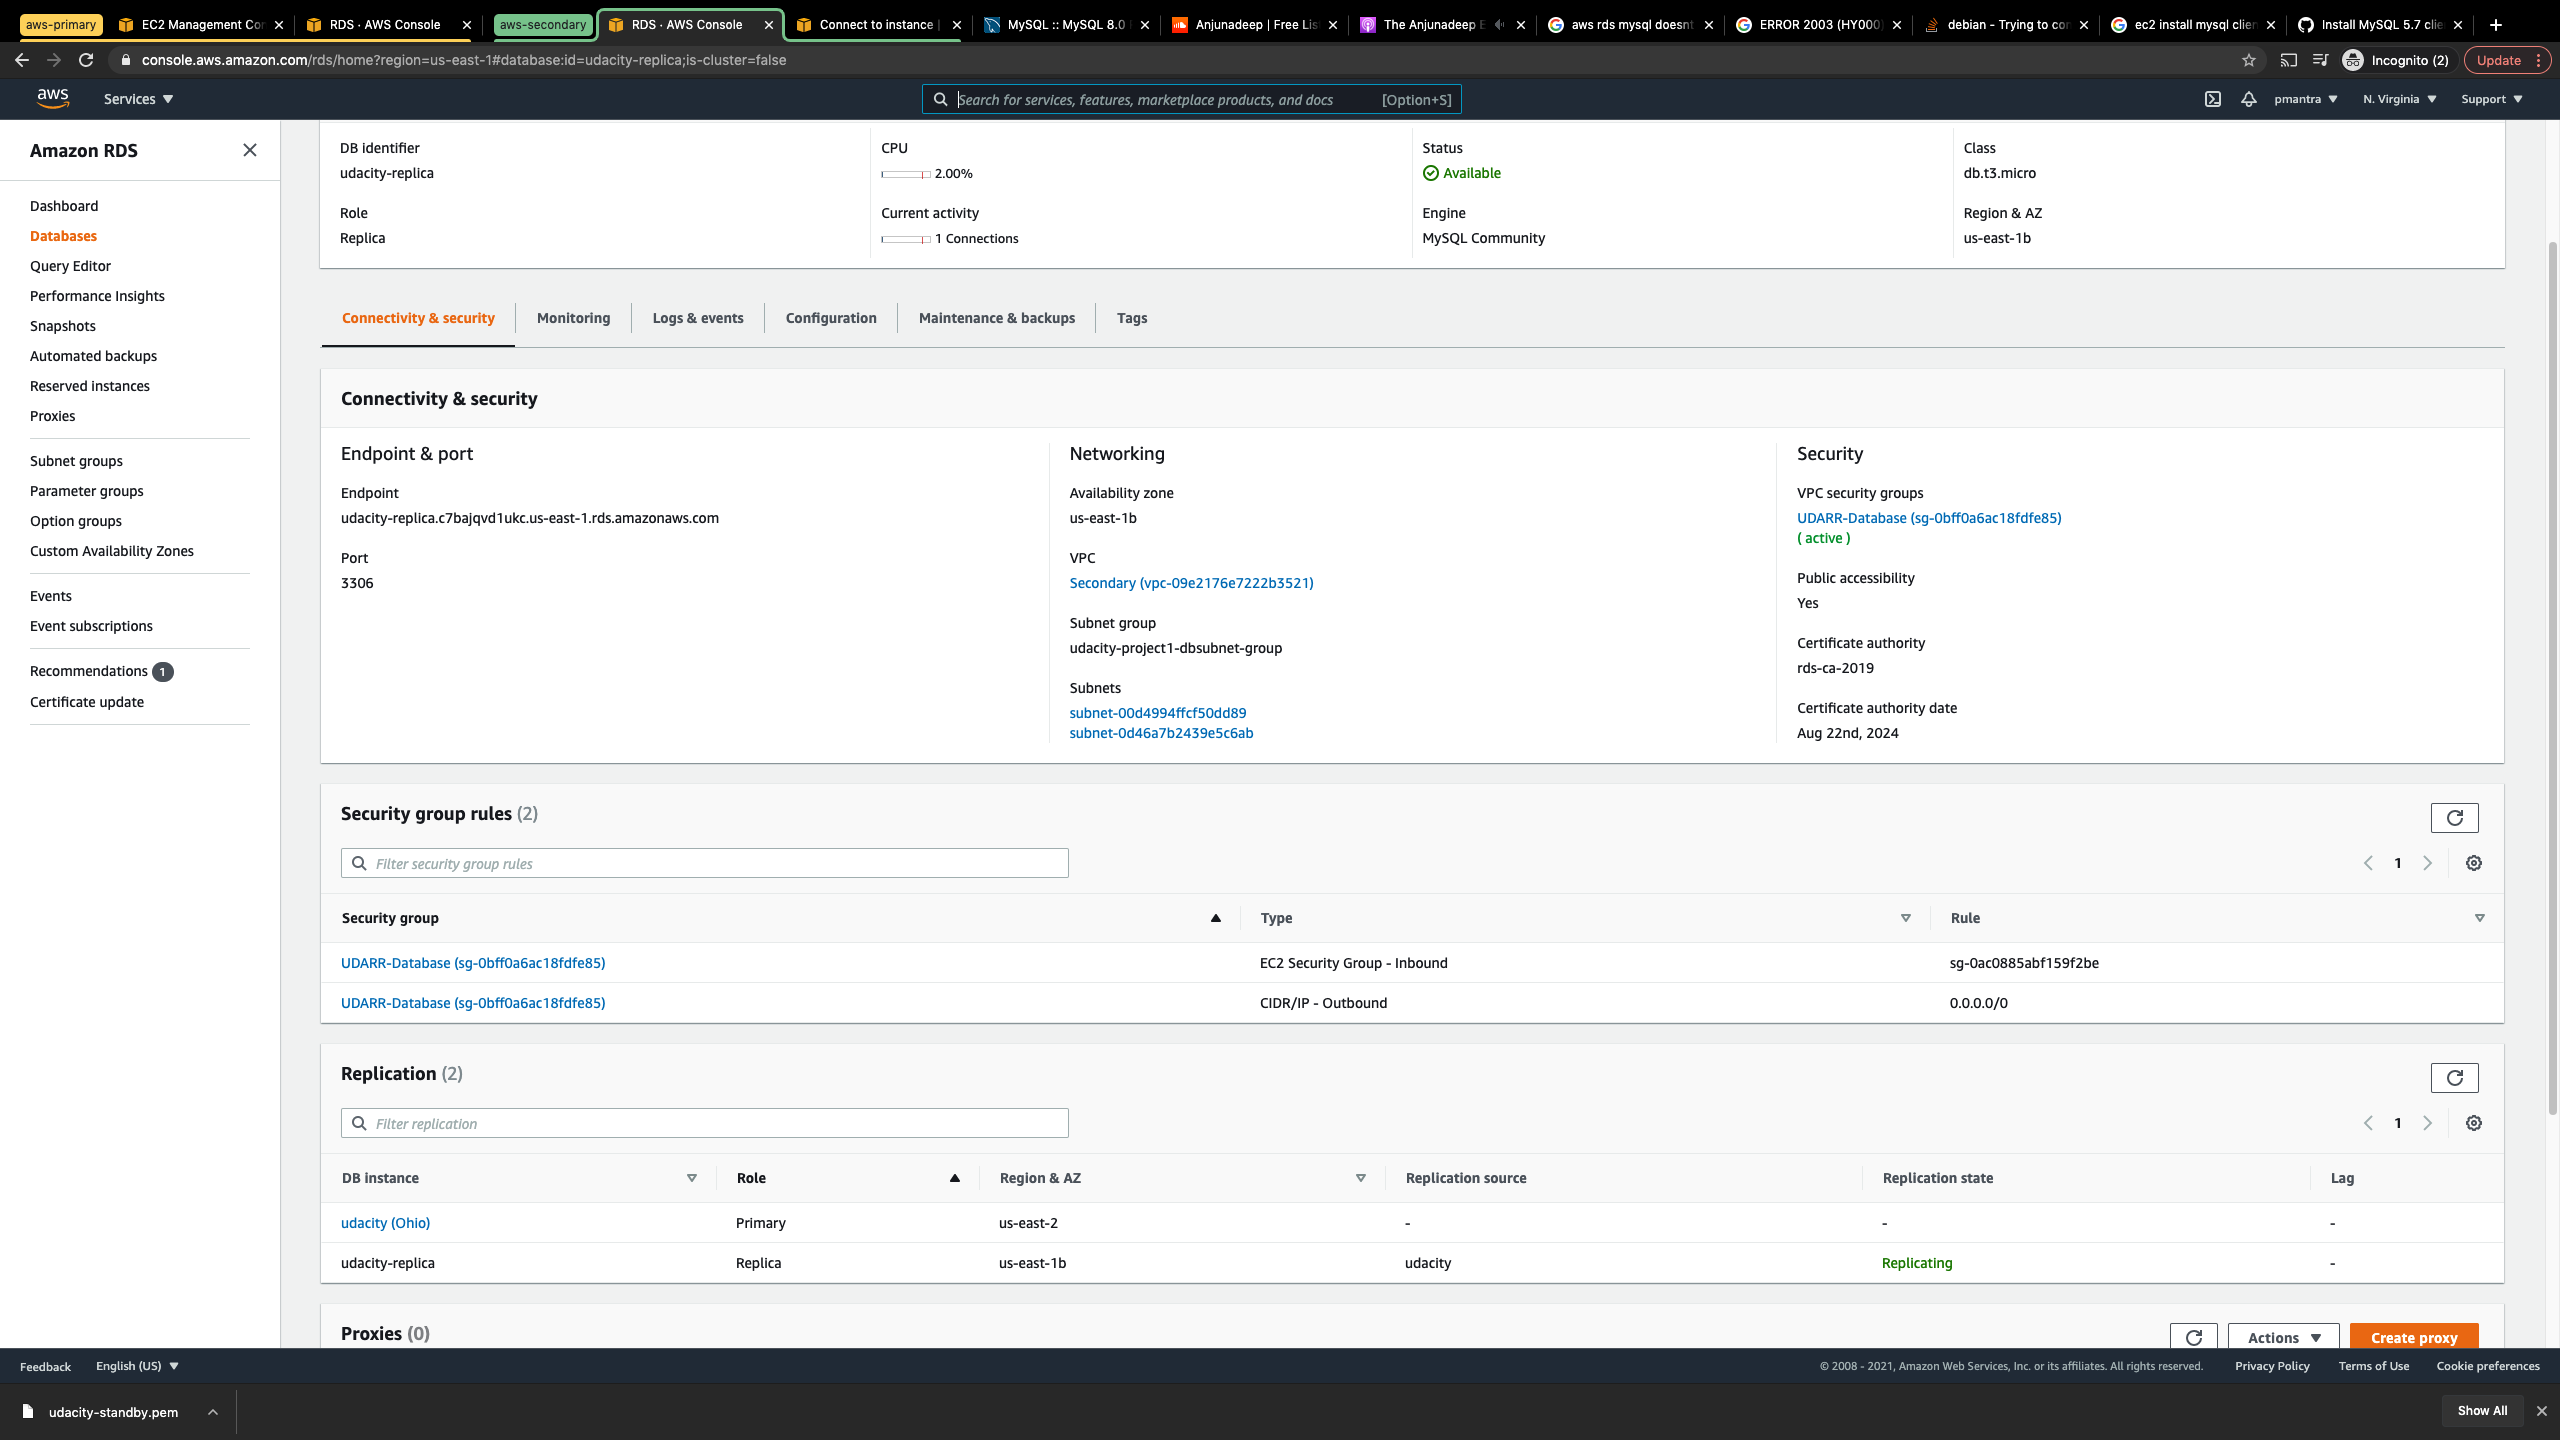 aws-primary
EC2 Management Co
RDS · AWS Console
aws-secondary
RDS · AWS Console
Connect to instance |
MySQL :: MySQL 8.0
Anjunadeep | Free Lis
The Anjunadeep E
aws rds mysql doesnt
ERROR 2003 (HY000)
debian - Trying to co
ec2 install mysql clie
Install MySQL 5.7 clie
console.aws.amazon.com/rds/home?region=us-east-1#database:id=udacity-replica;is-cluster=false
Incognito (2)
Update
aws
Services
Search for services, features, marketplace products, and docs
[Option+S]
pmantra
N. Virginia
Support
Amazon RDS
Dashboard
Databases
Query Editor
Performance Insights
Snapshots
Automated backups
Reserved instances
Proxies
Subnet groups
Parameter groups
Option groups
Custom Availability Zones
Events
Event subscriptions
Recommendations 1
Certificate update
DB identifier
udacity-replica
CPU
2.00%
Status
Available
Class
db.t3.micro
Role
Replica
Current activity
1 Connections
Engine
MySQL Community
Region & AZ
us-east-1b
Connectivity & security
Monitoring
Logs & events
Configuration
Maintenance & backups
Tags
Connectivity & security
Endpoint & port
Endpoint
udacity-replica.c7bajqvd1ukc.us-east-1.rds.amazonaws.com
Port
3306
Networking
Availability zone
us-east-1b
VPC
Secondary (vpc-09e2176e7222b3521)
Subnet group
udacity-project1-dbsubnet-group
Subnets
subnet-00d4994ffcf50dd89
subnet-0d46a7b2439e5c6ab
Security
VPC security groups
UDARR-Database (sg-0bff0a6ac18fdfe85)
( active )
Public accessibility
Yes
Certificate authority
rds-ca-2019
Certificate authority date
Aug 22nd, 2024
Security group rules (2)
Filter security group rules
1
Security group
Type
Rule
UDARR-Database (sg-0bff0a6ac18fdfe85)
EC2 Security Group - Inbound
sg-0ac0885abf159f2be
UDARR-Database (sg-0bff0a6ac18fdfe85)
CIDR/IP - Outbound
0.0.0.0/0
Replication (2)
Filter replication
1
DB instance
Role
Region & AZ
Replication source
Replication state
Lag
udacity (Ohio)
Primary
us-east-2
-
-
-
udacity-replica
Replica
us-east-1b
udacity
Replicating
-
Proxies (0)
Actions
Create proxy
Feedback
English (US)
© 2008 - 2021, Amazon Web Services, Inc. or its affiliates. All rights reserved.
Privacy Policy
Terms of Use
Cookie preferences
udacity-standby.pem
Show All